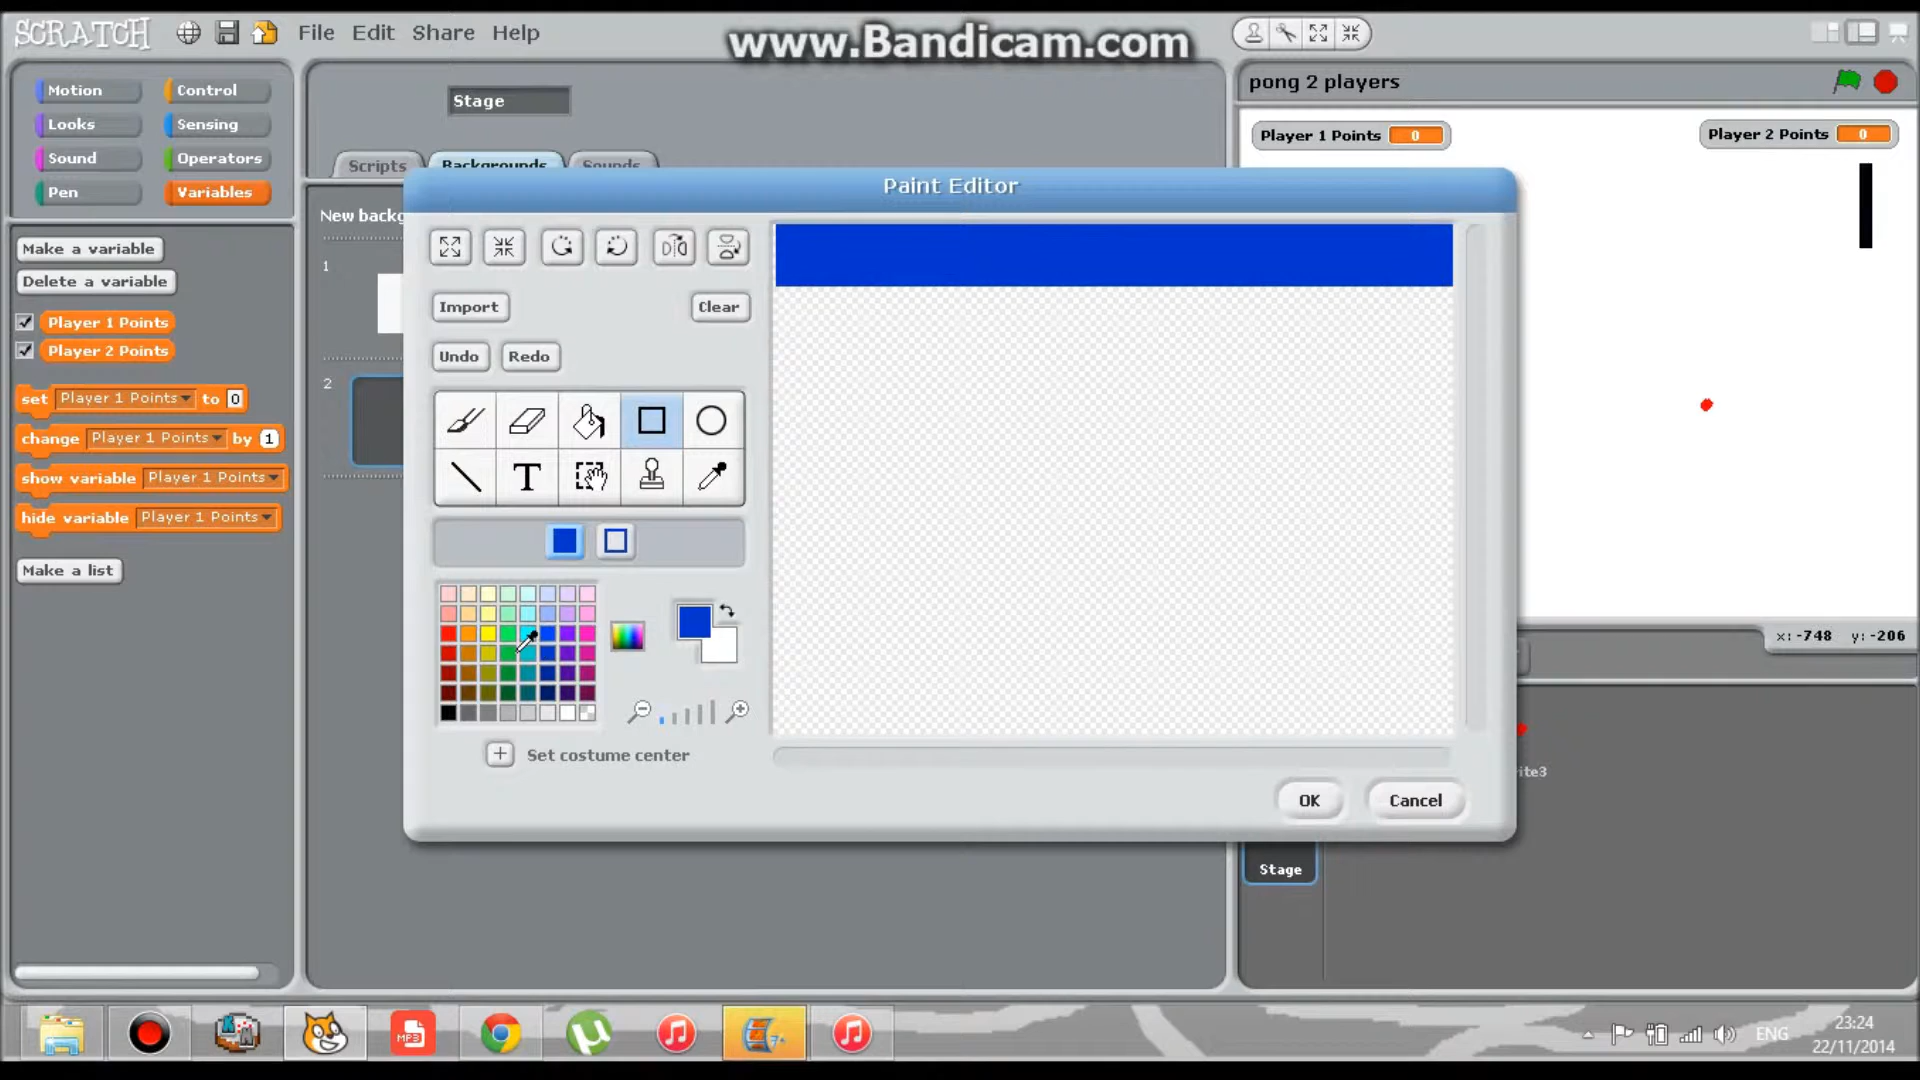 SCRATCH
File Edit Share Help
www.Bandicam.com
Motion Control
Looks Sensing
Sound Operators
Pen Variables
Make a variable
Delete a variable
Player 1 Points
Player 2 Points
set Player 1 Points to 0
change Player 1 Points by 1
show variable Player 1 Points
hide variable Player 1 Points
Make a list
Stage
Scripts Backgrounds Sounds
New backg
1
2
Paint Editor
Import Clear
Undo Redo
T
Set costume center
OK Cancel
pong 2 players
Player 1 Points 0 Player 2 Points 0
x: -748 y: -206
ite3
Stage
MP3
ENG
23:24
22/11/2014